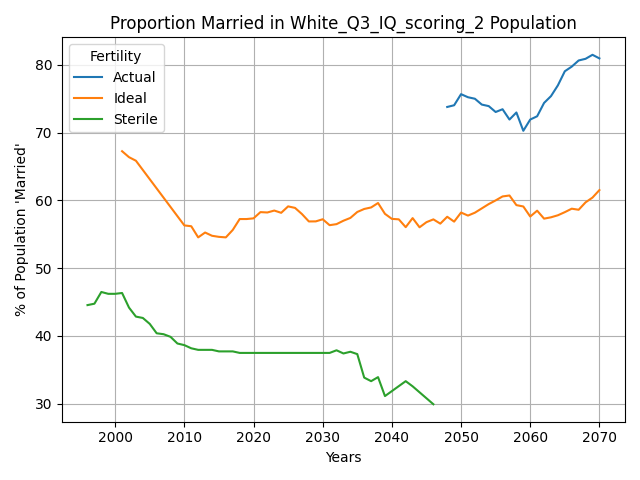 Proportion Married in White_Q3_IQ_scoring_2 Population
Fertility
Actual
Ideal
Sterile
% of Population 'Married'
80
70
60
50
40
30
2000 2010 2020 2030 2040 2050 2060 2070
Years